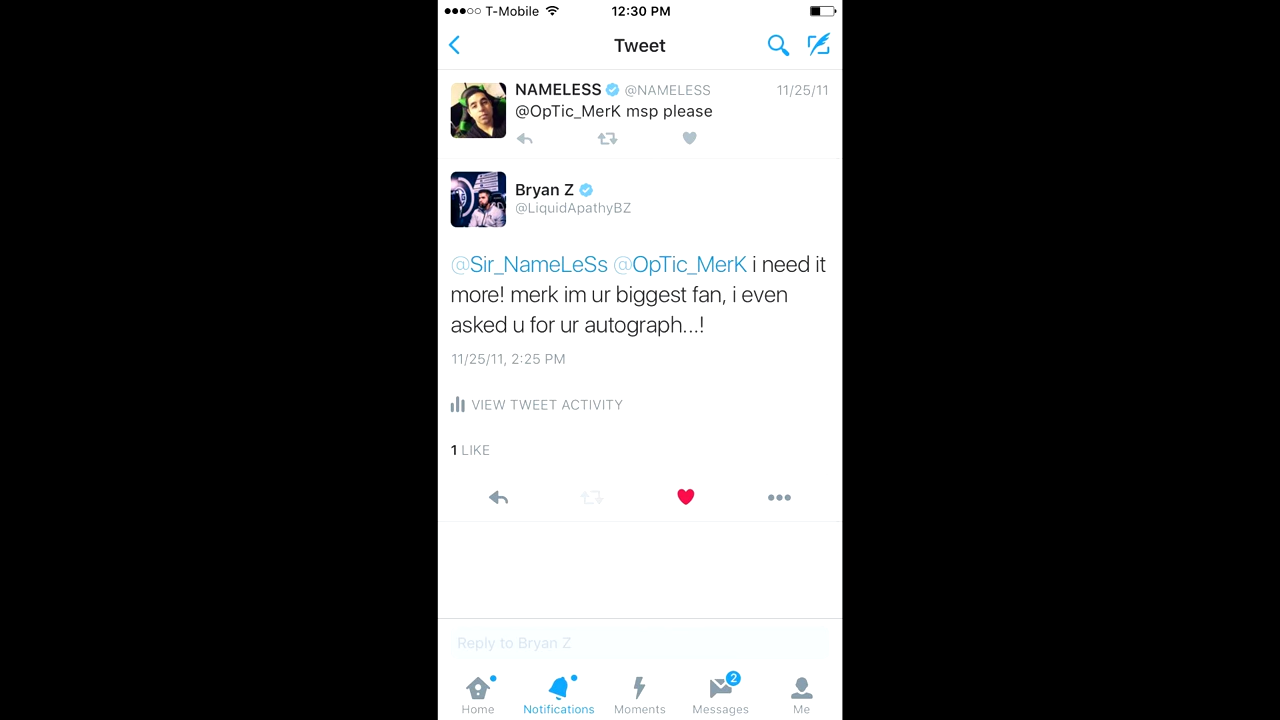 T-Mobile 12:30 PM
Tweet
NAMELESS @NAMELESS 11/25/11
@OpTic_MerK msp please
Bryan Z
@LiquidApathyBZ
@Sir_NameLeSs @OpTic_MerK i need it
more! merk im ur biggest fan, i even
asked u for ur autograph...!
11/25/11, 2:25 PM
VIEW TWEET ACTIVITY
1 LIKE
Reply to Bryan Z
2
Home Notifications Moments Messages Me